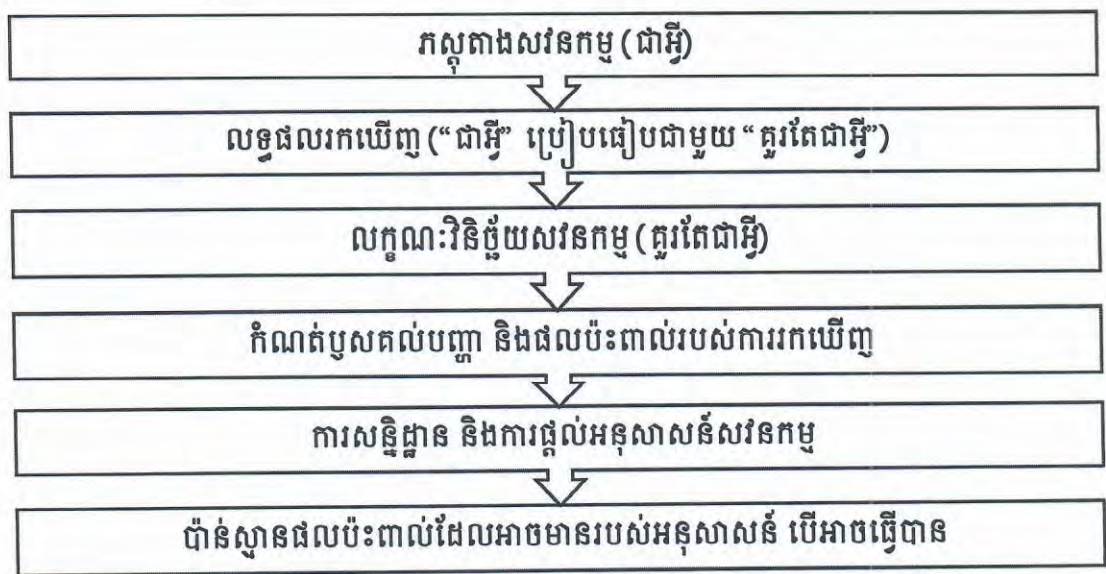 ភស្តុតាងសវនកម្ម (ជាអ្វី)
លទ្ធផលរកឃើញ (“ជាអ្វី” ប្រៀបធៀបជាមួយ “គួរតែជាអ្វី”)
លក្ខណៈវិនិច្ឆ័យសវនកម្ម (គួរតែជាអ្វី)
កំណត់ឫសគល់បញ្ហា និងផលប៉ះពាល់របស់ការរកឃើញ
ការសន្និដ្ឋាន និងការផ្តល់អនុសាសន៍សវនកម្ម
ប៉ាន់ស្មានផលប៉ះពាល់ដែលអាចមានរបស់អនុសាសន៍ បើអាចធ្វើបាន